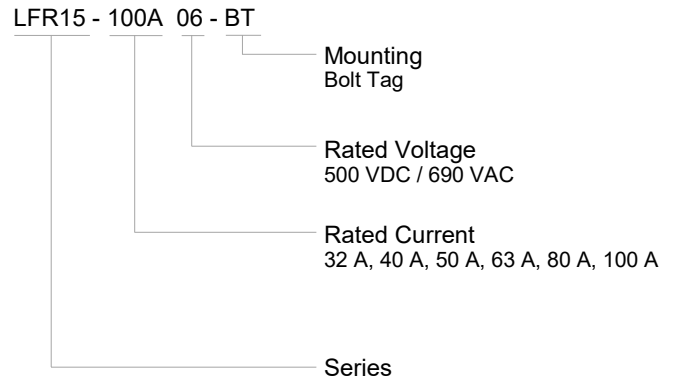 LFR15 - 100A 06 - BT
Mounting
Bolt Tag
Rated Voltage
500 VDC / 690 VAC
Rated Current
32 A, 40 A, 50 A, 63 A, 80 A, 100 A
Series